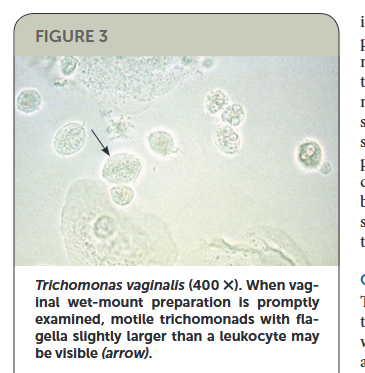 FIGURE 3
Trichomonas vaginalis (400 ×). When vag-
inal wet-mount preparation is promptly
examined, motile trichomonads with fla-
gella slightly larger than a leukocyte may
be visible (arrow).